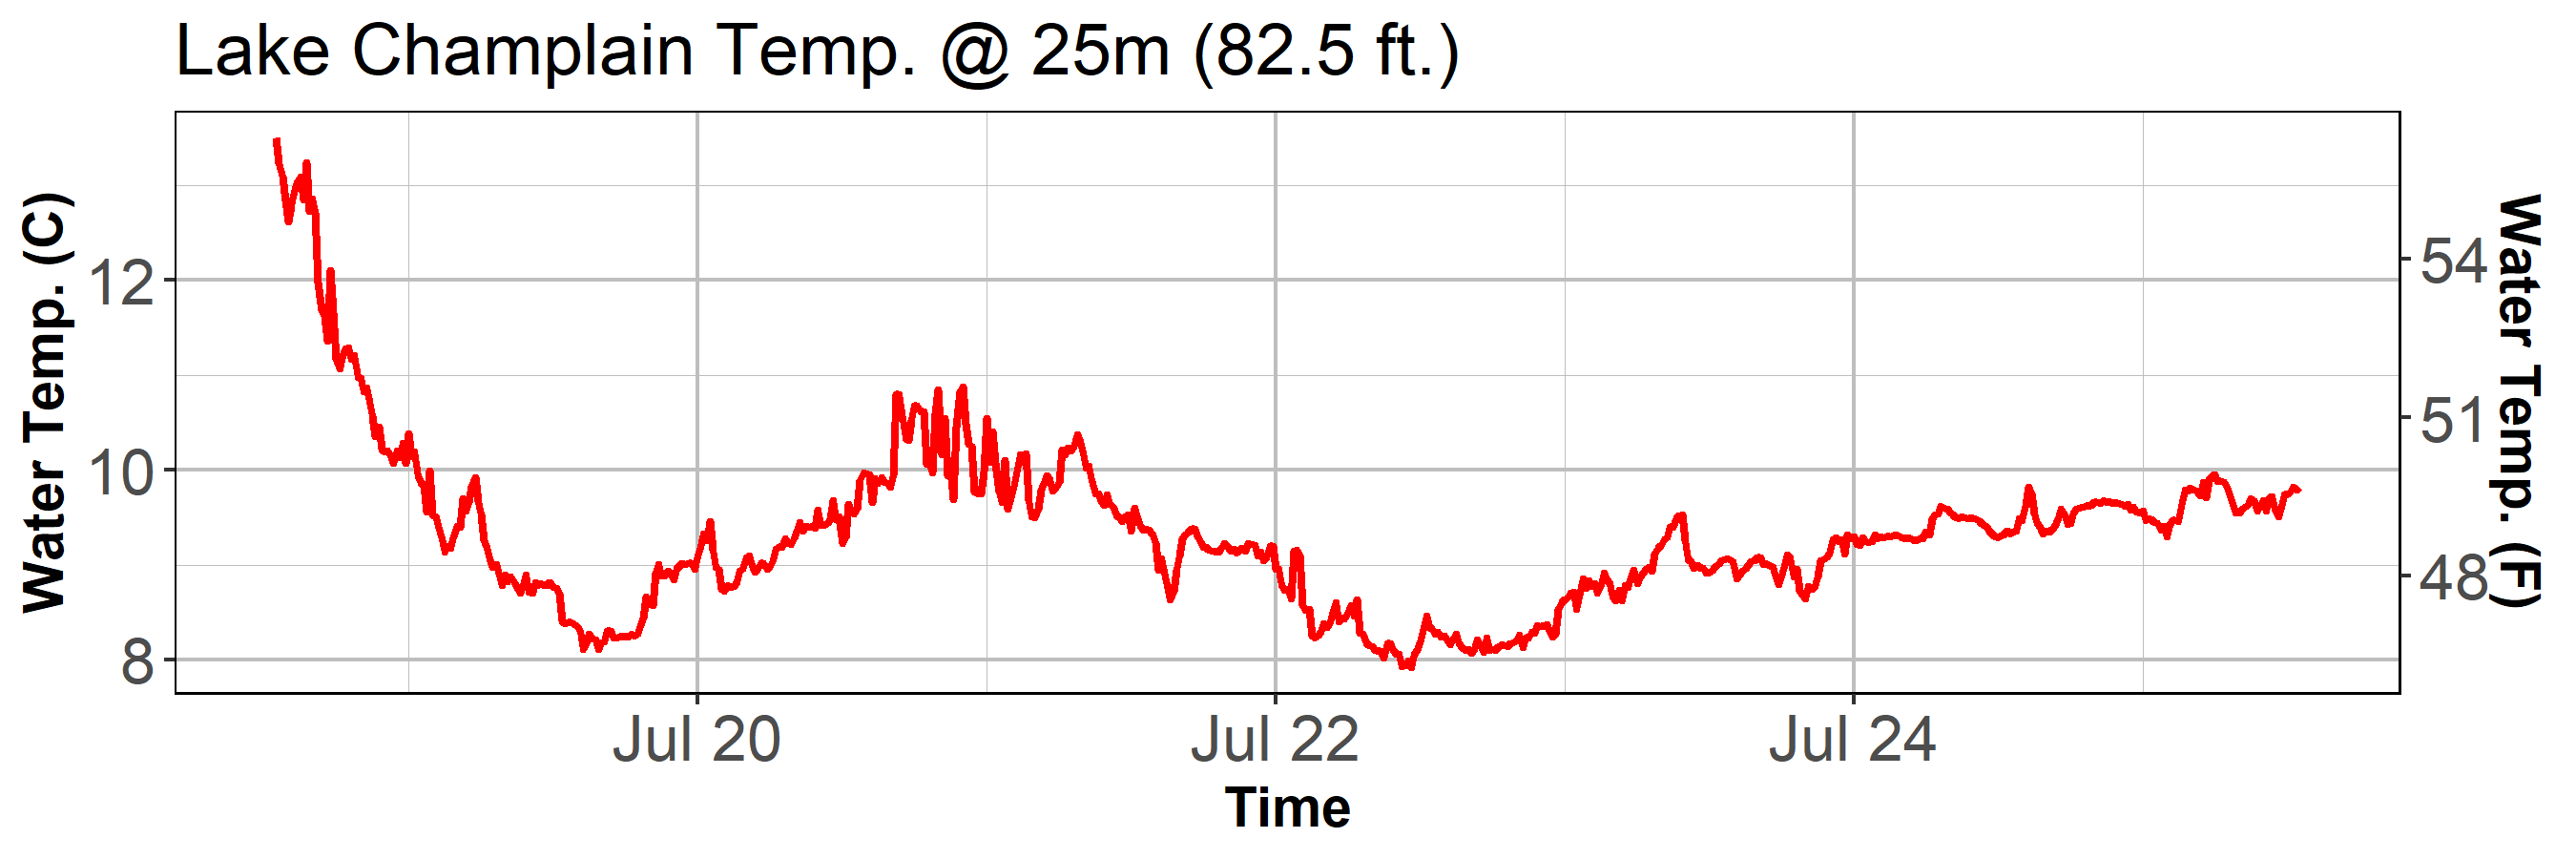 Lake Champlain Temp. @ 25m (82.5 ft.)
Water Temp. (C)
12
10
8
54
51
48
Water Temp. (F)
Jul 20
Jul 22
Jul 24
Time